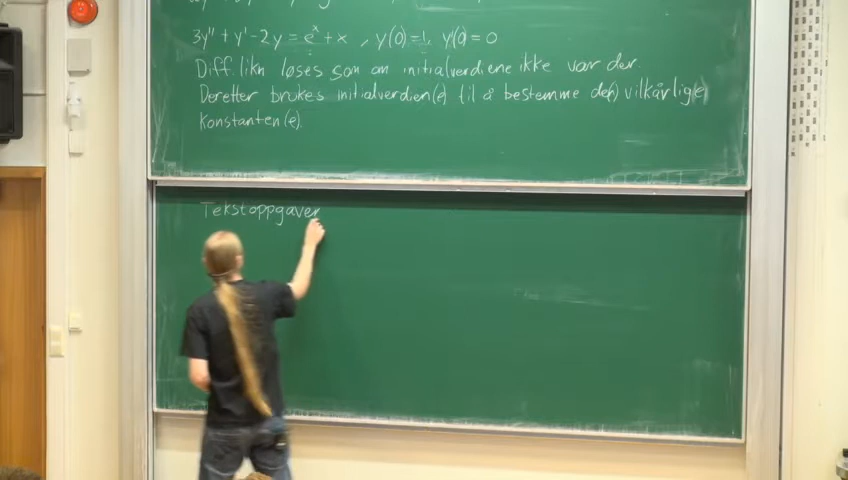 3y'' + y' - 2y = e^x + x , y(0)=1, y'(0)=0
Diff.likn løses som om initialverdiene ikke var der.
Deretter brukes initialverdien(e) til å bestemme de(n) vilkårlig(e)
konstanten(e).
Tekstoppgaver